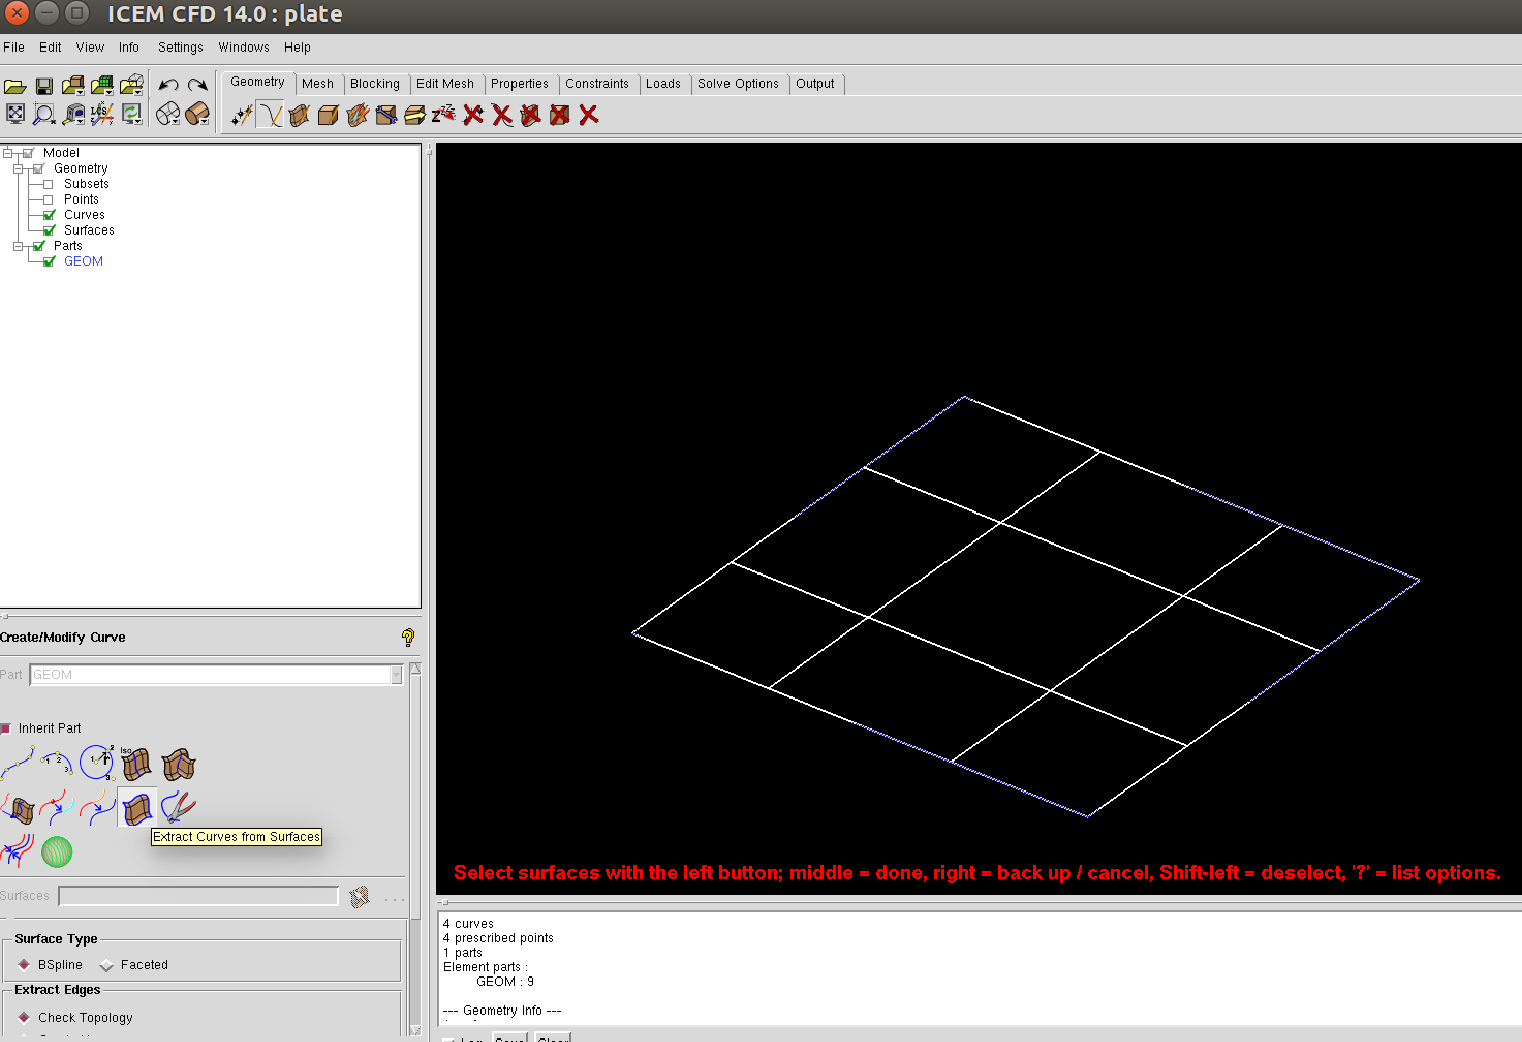 ICEM CFD 14.0 : plate
File Edit View Info Settings Windows Help
Geometry Mesh Blocking Edit Mesh Properties Constraints Loads Solve Options Output
Model
Geometry
Subsets
Points
Curves
Surfaces
Parts
GEOM
Create/Modify Curve
Part GEOM
Inherit Part
Extract Curves from Surfaces
Surfaces
Surface Type
BSpline Faceted
Extract Edges
Check Topology
Select surfaces with the left button; middle = done, right = back up / cancel, Shift-left = deselect, '?' = list options.
4 curves
4 prescribed points
1 parts
Element parts :
GEOM : 9
--- Geometry Info ---